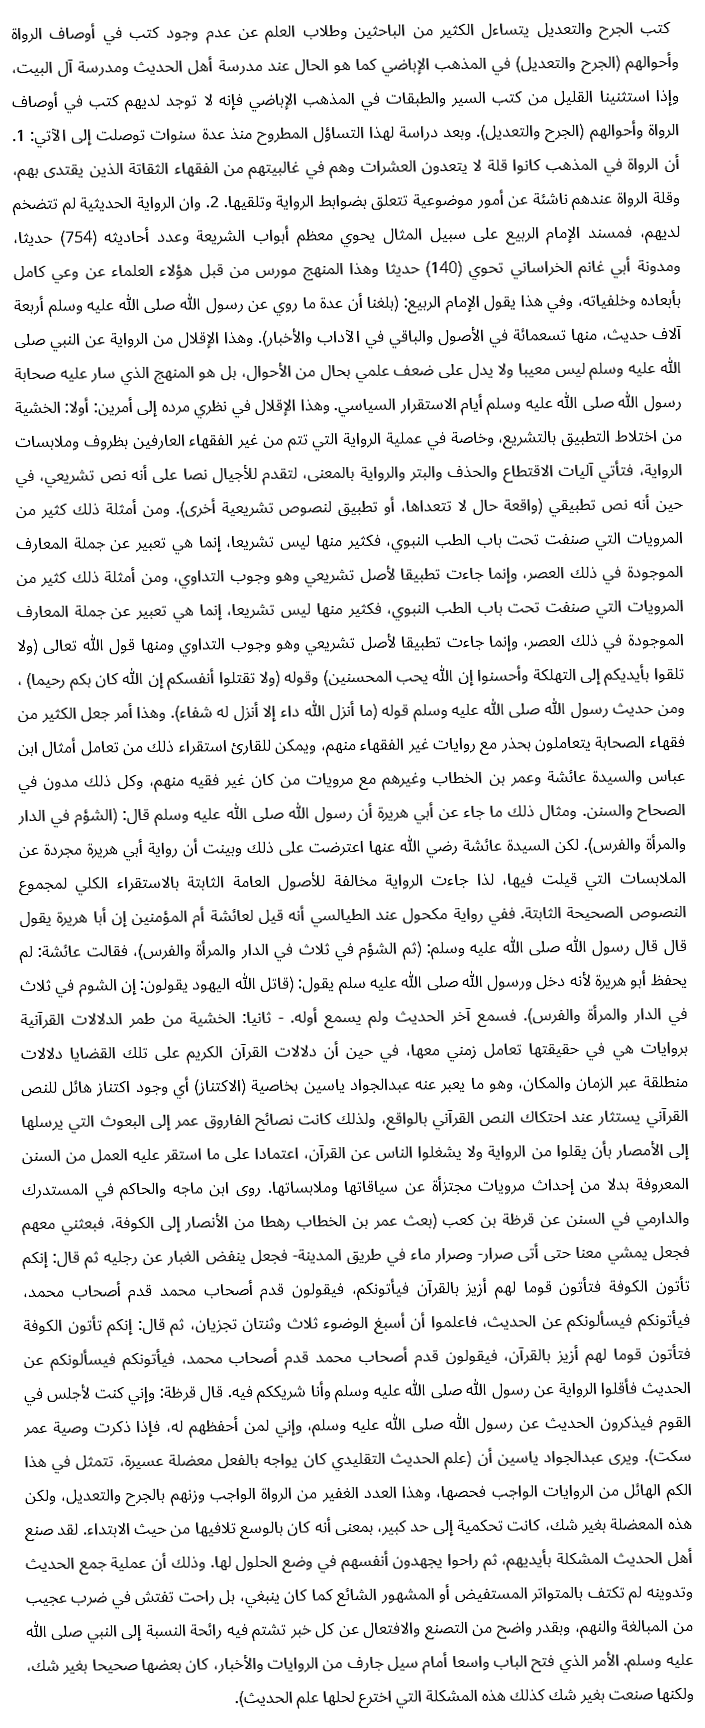 كتب الجرح والتعديل يتساءل الكثير من الباحثين وطلاب العلم عن عدم وجود كتب في أوصاف الرواة
وأحوالهم (الجرح والتعديل) في المذهب الإباضي كما هو الحال عند مدرسة أهل الحديث ومدرسة آل البيت،
وإذا استثنينا القليل من كتب السير والطبقات في المذهب الإباضي فإنه لا توجد لديهم كتب في أوصاف
الرواة وأحوالهم (الجرح والتعديل). وبعد دراسة لهذا التساؤل المطروح منذ عدة سنوات توصلت إلى الآتي: 1.
أن الرواة في المذهب كانوا قلة لا يتعدون العشرات وهم في غالبيتهم من الفقهاء الثقاتة الذين يقتدى بهم،
وقلة الرواة عندهم ناشئة عن أمور موضوعية تتعلق بضوابط الرواية وتلقيها. 2. وان الرواية الحديثية لم تتضخم
لديهم، فمسند الإمام الربيع على سبيل المثال يحوي معظم أبواب الشريعة وعدد أحاديثه (754) حديثا،
ومدونة أبي غانم الخراساني تحوي (140) حديثا وهذا المنهج مورس من قبل هؤلاء العلماء عن وعي كامل
بأبعاده وخلفياته، وفي هذا يقول الإمام الربيع: (بلغنا أن عدة ما روي عن رسول الله صلى الله عليه وسلم أربعة
آلاف حديث، منها تسعمائة في الأصول والباقي في الآداب والأخبار). وهذا الإقلال من الرواية عن النبي صلى
الله عليه وسلم ليس معيبا ولا يدل على ضعف علمي بحال من الأحوال، بل هو المنهج الذي سار عليه صحابة
رسول الله صلى الله عليه وسلم أيام الاستقرار السياسي. وهذا الإقلال في نظري مرده إلى أمرين: أولا: الخشية
من اختلاط التطبيق بالتشريع، وخاصة في عملية الرواية التي تتم من غير الفقهاء العارفين بظروف وملابسات
الرواية، فتأتي آليات الاقتطاع والحذف والبتر والرواية بالمعنى، لتقدم للأجيال نصا على أنه نص تشريعي، في
حين أنه نص تطبيقي (واقعة حال لا تتعداها، أو تطبيق لنصوص تشريعية أخرى). ومن أمثلة ذلك كثير من
المرويات التي صنفت تحت باب الطب النبوي، فكثير منها ليس تشريعا، إنما هي تعبير عن جملة المعارف
الموجودة في ذلك العصر، وإنما جاءت تطبيقا لأصل تشريعي وهو وجوب التداوي، ومن أمثلة ذلك كثير من
المرويات التي صنفت تحت باب الطب النبوي، فكثير منها ليس تشريعا، إنما هي تعبير عن جملة المعارف
الموجودة في ذلك العصر، وإنما جاءت تطبيقا لأصل تشريعي وهو وجوب التداوي ومنها قول الله تعالى (ولا
تلقوا بأيديكم إلى التهلكة وأحسنوا إن الله يحب المحسنين) وقوله (ولا تقتلوا أنفسكم إن الله كان بكم رحيما) ،
ومن حديث رسول الله صلى الله عليه وسلم قوله (ما أنزل الله داء إلا أنزل له شفاء). وهذا أمر جعل الكثير من
فقهاء الصحابة يتعاملون بحذر مع روايات غير الفقهاء منهم، ويمكن للقارئ استقراء ذلك من تعامل أمثال ابن
عباس والسيدة عائشة وعمر بن الخطاب وغيرهم مع مرويات من كان غير فقيه منهم، وكل ذلك مدون في
الصحاح والسنن. ومثال ذلك ما جاء عن أبي هريرة أن رسول الله صلى الله عليه وسلم قال: (الشؤم في الدار
والمرأة والفرس). لكن السيدة عائشة رضي الله عنها اعترضت على ذلك وبينت أن رواية أبي هريرة مجردة عن
الملابسات التي قيلت فيها، لذا جاءت الرواية مخالفة للأصول العامة الثابتة بالاستقراء الكلي لمجموع
النصوص الصحيحة الثابتة. ففي رواية مكحول عند الطيالسي أنه قيل لعائشة أم المؤمنين إن أبا هريرة يقول
قال قال رسول الله صلى الله عليه وسلم: (ثم الشؤم في ثلاث في الدار والمرأة والفرس)، فقالت عائشة: لم
يحفظ أبو هريرة لأنه دخل ورسول الله صلى الله عليه سلم يقول: (قاتل الله اليهود يقولون: إن الشوم في ثلاث
في الدار والمرأة والفرس). فسمع آخر الحديث ولم يسمع أوله. - ثانيا: الخشية من طمر الدلالات القرآنية
بروايات هي في حقيقتها تعامل زمني معها، في حين أن دلالات القرآن الكريم على تلك القضايا دلالات
منطلقة عبر الزمان والمكان، وهو ما يعبر عنه عبدالجواد ياسين بخاصية (الاكتناز) أي وجود اكتناز هائل للنص
القرآني يستثار عند احتكاك النص القرآني بالواقع، ولذلك كانت نصائح الفاروق عمر إلى البعوث التي يرسلها
إلى الأمصار بأن يقلوا من الرواية ولا يشغلوا الناس عن القرآن، اعتمادا على ما استقر عليه العمل من السنن
المعروفة بدلا من إحداث مرويات مجتزأة عن سياقاتها وملابساتها. روى ابن ماجه والحاكم في المستدرك
والدارمي في السنن عن قرظة بن كعب (بعث عمر بن الخطاب رهطا من الأنصار إلى الكوفة، فبعثني معهم
فجعل يمشي معنا حتى أتى صرار- وصرار ماء في طريق المدينة- فجعل ينفض الغبار عن رجليه ثم قال: إنكم
تأتون الكوفة فتأتون قوما لهم أزيز بالقرآن فيأتونكم، فيقولون قدم أصحاب محمد قدم أصحاب محمد،
فيأتونكم فيسألونكم عن الحديث، فاعلموا أن أسبغ الوضوء ثلاث وثنتان تجزيان، ثم قال: إنكم تأتون الكوفة
فتأتون قوما لهم أزيز بالقرآن، فيقولون قدم أصحاب محمد قدم أصحاب محمد، فيأتونكم فيسألونكم عن
الحديث فأقلوا الرواية عن رسول الله صلى الله عليه وسلم وأنا شريككم فيه. قال قرظة: وإني كنت لأجلس في
القوم فيذكرون الحديث عن رسول الله صلى الله عليه وسلم، وإني لمن أحفظهم له، فإذا ذكرت وصية عمر
سكت). ويرى عبدالجواد ياسين أن (علم الحديث التقليدي كان يواجه بالفعل معضلة عسيرة، تتمثل في هذا
الكم الهائل من الروايات الواجب فحصها، وهذا العدد الغفير من الرواة الواجب وزنهم بالجرح والتعديل، ولكن
هذه المعضلة بغير شك، كانت تحكمية إلى حد كبير، بمعنى أنه كان بالوسع تلافيها من حيث الابتداء. لقد صنع
أهل الحديث المشكلة بأيديهم، ثم راحوا يجهدون أنفسهم في وضع الحلول لها. وذلك أن عملية جمع الحديث
وتدوينه لم تكتف بالمتواتر المستفيض أو المشهور الشائع كما كان ينبغي، بل راحت تفتش في ضرب عجيب
من المبالغة والنهم، وبقدر واضح من التصنع والافتعال عن كل خبر تشتم فيه رائحة النسبة إلى النبي صلى الله
عليه وسلم. الأمر الذي فتح الباب واسعا أمام سيل جارف من الروايات والأخبار، كان بعضها صحيحا بغير شك،
ولكنها صنعت بغير شك كذلك هذه المشكلة التي اخترع لحلها علم الحديث).